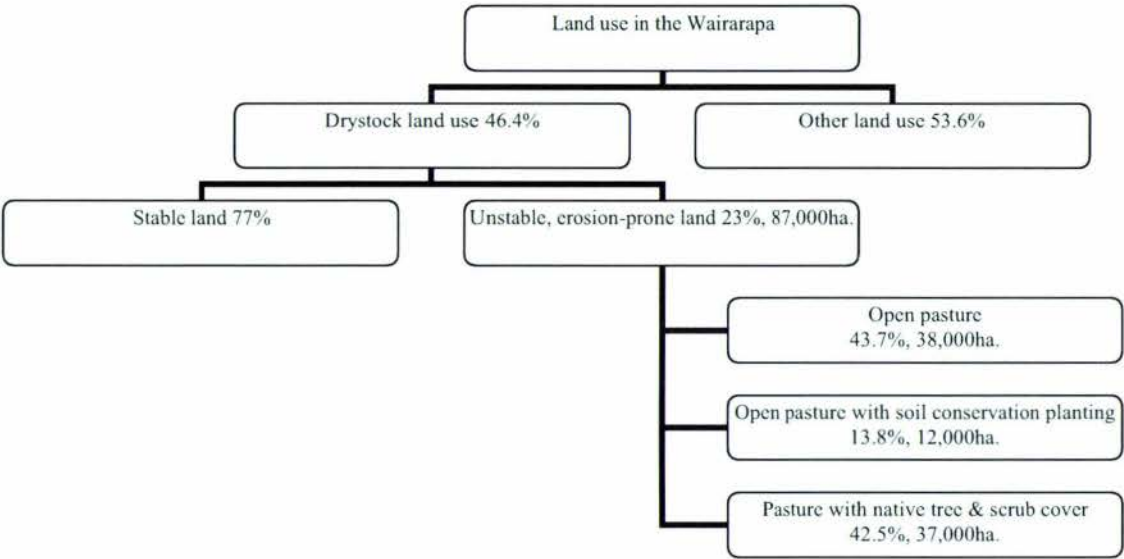 Land use in the Wairarapa
Drystock land use 46.4%
Other land use 53.6%
Stable land 77%
Unstable, erosion-prone land 23%, 87,000ha.
Open pasture
43.7%, 38,000ha.
Open pasture with soil conservation planting
13.8%, 12,000ha.
Pasture with native tree & scrub cover
42.5%, 37,000ha.